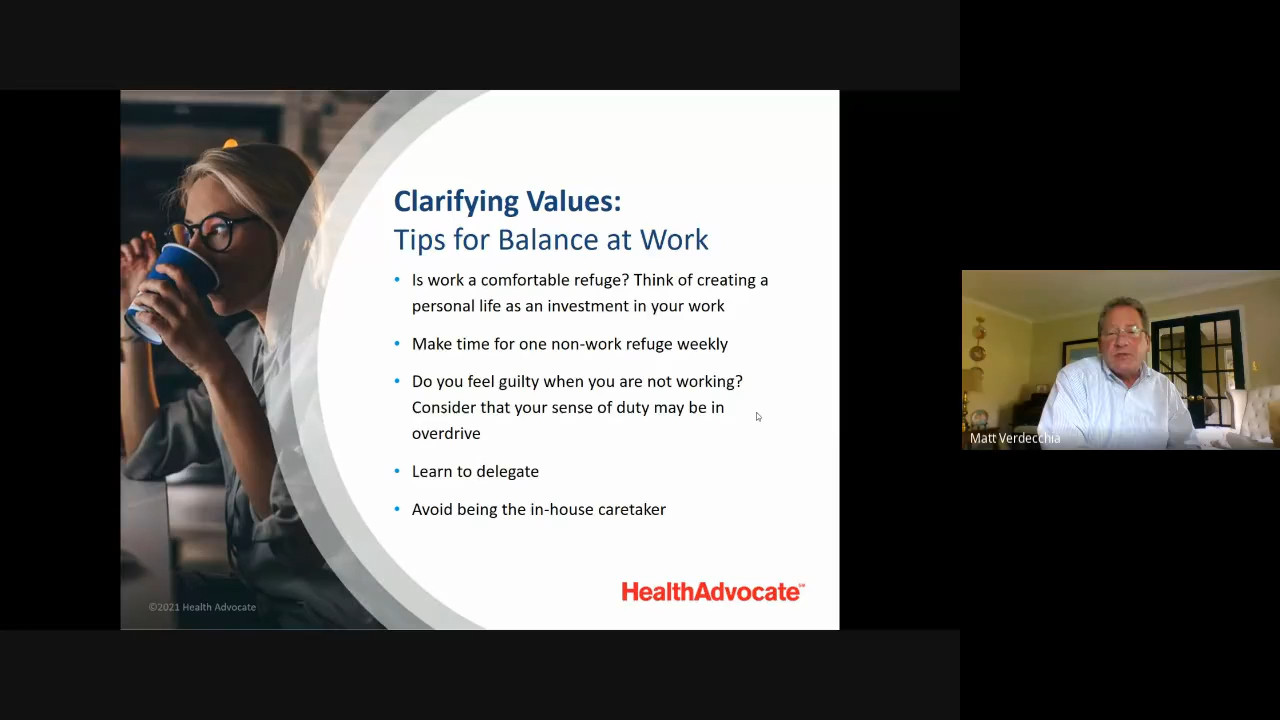 Clarifying Values:
Tips for Balance at Work
• Is work a comfortable refuge? Think of creating a
personal life as an investment in your work
• Make time for one non-work refuge weekly
• Do you feel guilty when you are not working?
Consider that your sense of duty may be in
overdrive
• Learn to delegate
• Avoid being the in-house caretaker
HealthAdvocate℠
©2021 Health Advocate
Matt Verdecchia